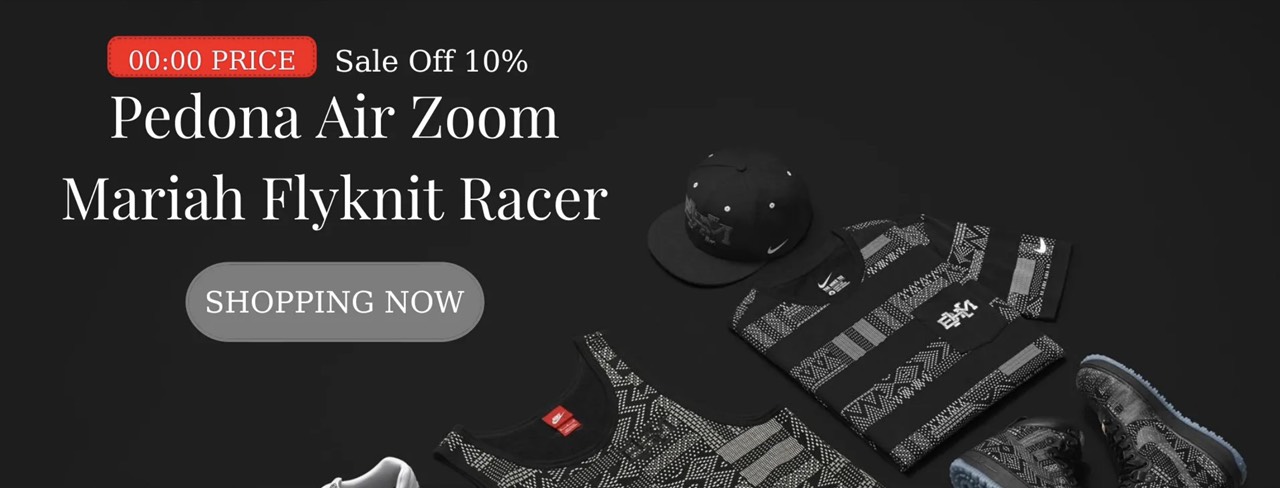 00:00 PRICE Sale Off 10%
Pedona Air Zoom
Mariah Flyknit Racer
SHOPPING NOW